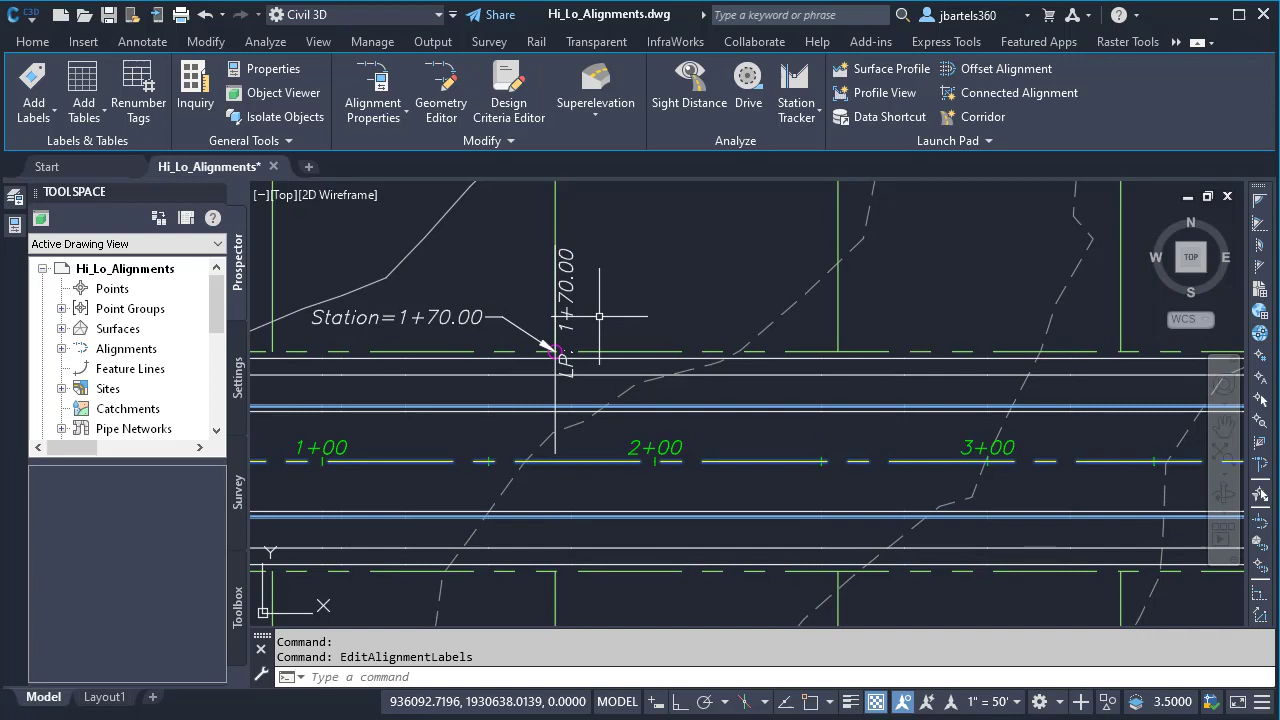 C3D
Civil 3D
Share
Hi_Lo_Alignments.dwg
Type a keyword or phrase
jbartels360
Home Insert Annotate Modify Analyze View Manage Output Survey Rail Transparent InfraWorks Collaborate Help Add-ins Express Tools Featured Apps Raster Tools
Add Labels
Add Tables
Renumber Tags
Labels & Tables
Inquiry
Properties
Object Viewer
Isolate Objects
General Tools
Alignment Properties
Geometry Editor
Design Criteria Editor
Superelevation
Modify
Sight Distance
Drive
Station Tracker
Analyze
Surface Profile
Profile View
Data Shortcut
Offset Alignment
Connected Alignment
Corridor
Launch Pad
Start
Hi_Lo_Alignments*
TOOLSPACE
Active Drawing View
Hi_Lo_Alignments
Points
Point Groups
Surfaces
Alignments
Feature Lines
Sites
Catchments
Pipe Networks
Prospector
Settings
Survey
Toolbox
[−][Top][2D Wireframe]
Station=1+70.00
LP: 1+70.00
1+00
2+00
3+00
N
W
TOP
E
S
WCS
Y
X
Command:
Command: EditAlignmentLabels
Type a command
Model
Layout1
936092.7196, 1930638.0139, 0.0000
MODEL
1" = 50'
3.5000